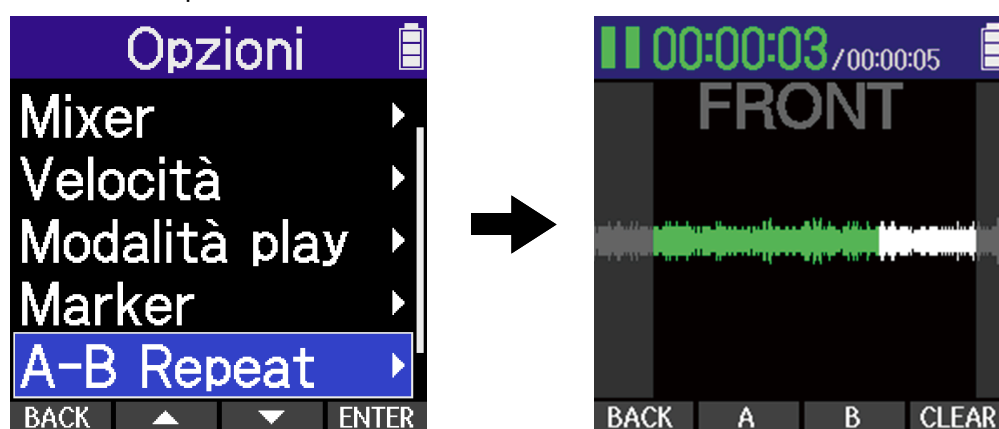 Opzioni
Mixer
Velocità
Modalità play
Marker
A-B Repeat
BACK ENTER
00:00:03/00:00:05
FRONT
BACK A B CLEAR